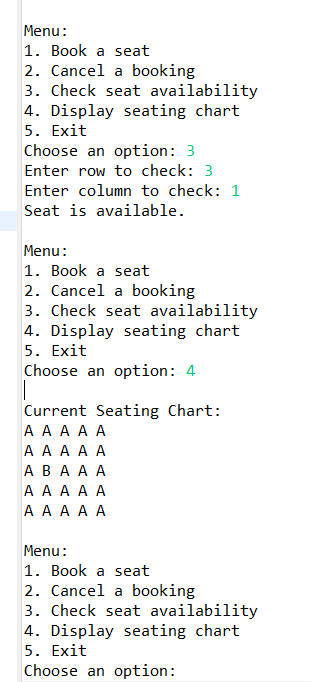 Menu:
1. Book a seat
2. Cancel a booking
3. Check seat availability
4. Display seating chart
5. Exit
Choose an option: 3
Enter row to check: 3
Enter column to check: 1
Seat is available.
Menu:
1. Book a seat
2. Cancel a booking
3. Check seat availability
4. Display seating chart
5. Exit
Choose an option: 4
Current Seating Chart:
A A A A A
A A A A A
A B A A A
A A A A A
A A A A A
Menu:
1. Book a seat
2. Cancel a booking
3. Check seat availability
4. Display seating chart
5. Exit
Choose an option: